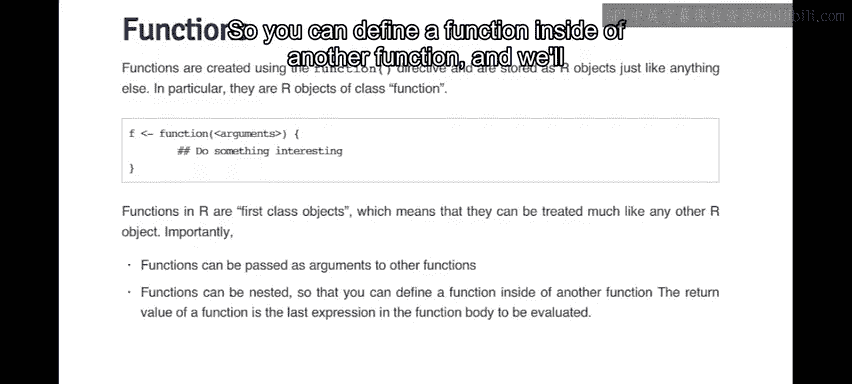 Functions
So you can define a function inside of
another function, and we'll
Functions are created using the function() directive and are stored as R objects just like anything
else. In particular, they are R objects of class “function”.
f <- function(<arguments>) {
## Do something interesting
}
Functions in R are “first class objects”, which means that they can be treated much like any other R
object. Importantly,
· Functions can be passed as arguments to other functions
· Functions can be nested, so that you can define a function inside of another function The return
value of a function is the last expression in the function body to be evaluated.